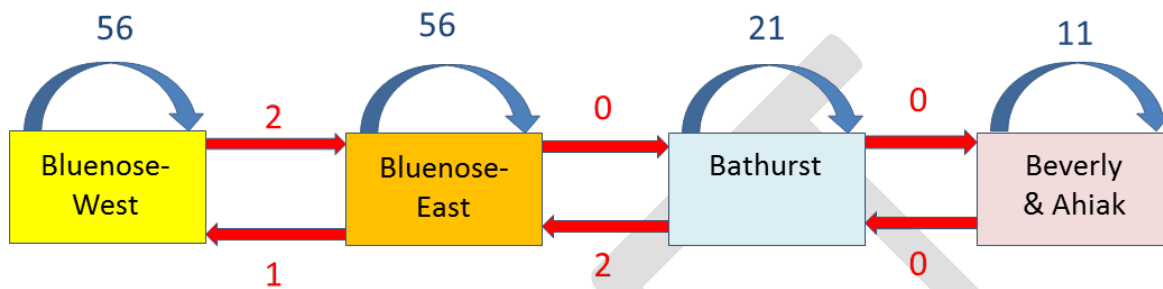 56
56
21
11
2
0
0
Bluenose-
West
Bluenose-
East
Bathurst
Beverly
& Ahiak
1
2
0